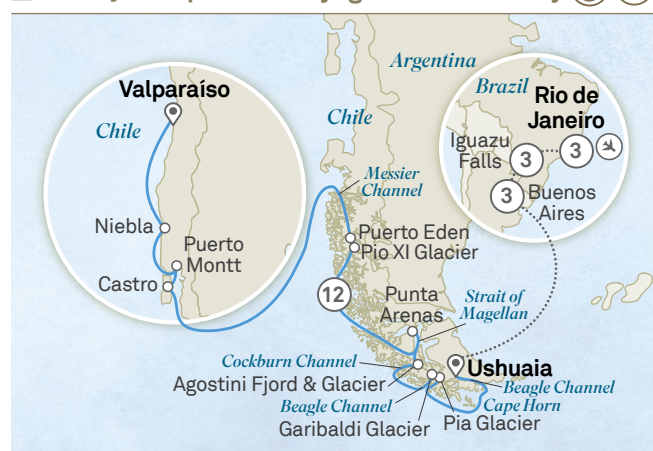 Argentina
Brazil
Valparaíso
Rio de
Janeiro
Chile
Chile
Iguazu
Falls
3
3
3
Buenos
Aires
Messier
Channel
Niebla
Puerto
Montt
Castro
Puerto Eden
Pio XI Glacier
12
Punta
Arenas
Strait of
Magellan
Cockburn Channel
Agostini Fjord & Glacier
Ushuaia
Beagle Channel
Beagle Channel
Cape Horn
Garibaldi Glacier
Pia Glacier